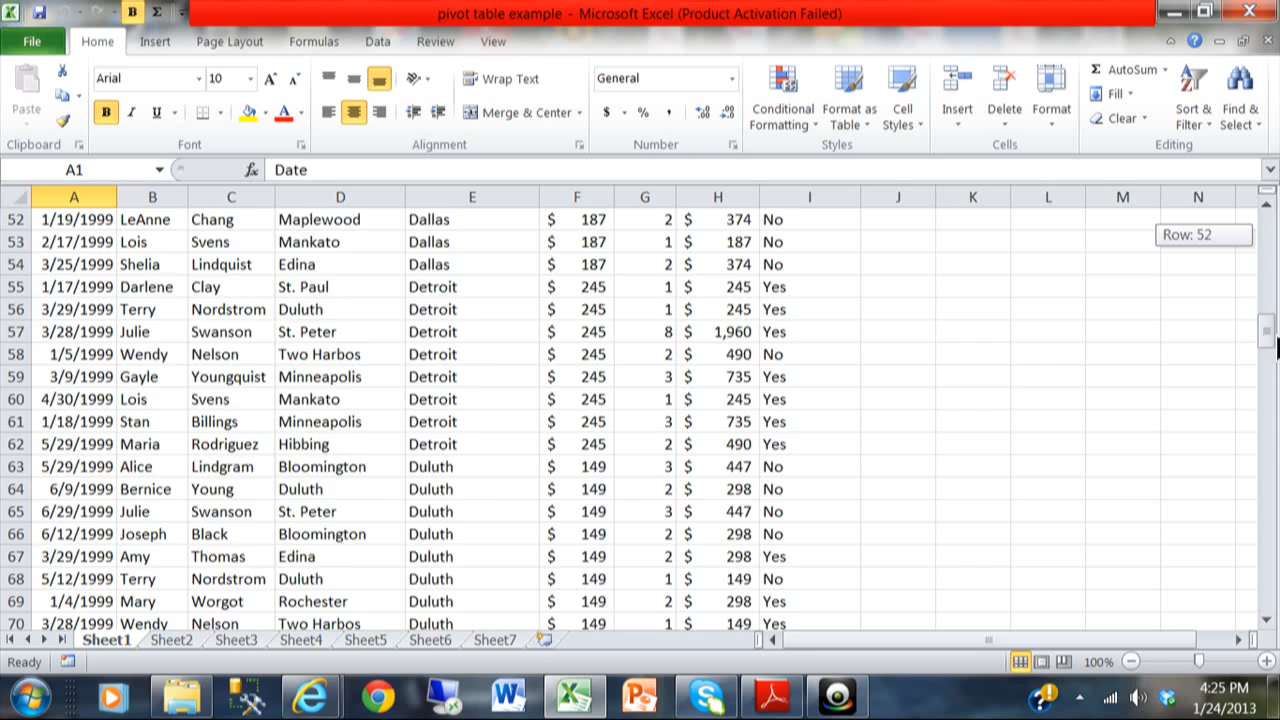 pivot table example - Microsoft Excel (Product Activation Failed)
File Home Insert Page Layout Formulas Data Review View
Paste Arial 10 Wrap Text General Conditional Formatting Format as Table Cell Styles Insert Delete Format AutoSum Fill Clear Sort & Filter Find & Select
B I U A Merge & Center $ % ,
Clipboard Font Alignment Number Styles Cells Editing
A1 fx Date
A B C D E F G H I J K L M N
52 1/19/1999 LeAnne Chang Maplewood Dallas $ 187 2 $ 374 No
Row: 52
53 2/17/1999 Lois Svens Mankato Dallas $ 187 1 $ 187 No
54 3/25/1999 Shelia Lindquist Edina Dallas $ 187 2 $ 374 No
55 1/17/1999 Darlene Clay St. Paul Detroit $ 245 1 $ 245 Yes
56 3/29/1999 Terry Nordstrom Duluth Detroit $ 245 1 $ 245 Yes
57 3/28/1999 Julie Swanson St. Peter Detroit $ 245 8 $ 1,960 Yes
58 1/5/1999 Wendy Nelson Two Harbos Detroit $ 245 2 $ 490 No
59 3/9/1999 Gayle Youngquist Minneapolis Detroit $ 245 3 $ 735 Yes
60 4/30/1999 Lois Svens Mankato Detroit $ 245 1 $ 245 Yes
61 1/18/1999 Stan Billings Minneapolis Detroit $ 245 3 $ 735 Yes
62 5/29/1999 Maria Rodriguez Hibbing Detroit $ 245 2 $ 490 Yes
63 5/29/1999 Alice Lindgram Bloomington Duluth $ 149 3 $ 447 No
64 6/9/1999 Bernice Young Duluth Duluth $ 149 2 $ 298 No
65 6/29/1999 Julie Swanson St. Peter Duluth $ 149 3 $ 447 No
66 6/12/1999 Joseph Black Bloomington Duluth $ 149 2 $ 298 No
67 3/29/1999 Amy Thomas Edina Duluth $ 149 2 $ 298 Yes
68 5/12/1999 Terry Nordstrom Duluth Duluth $ 149 1 $ 149 No
69 1/4/1999 Mary Worgot Rochester Duluth $ 149 2 $ 298 Yes
70 3/28/1999 Wendy Nelson Two Harbos Duluth $ 149 1 $ 149 Yes
Sheet1 Sheet2 Sheet3 Sheet4 Sheet5 Sheet6 Sheet7
Ready 100%
4:25 PM
1/24/2013